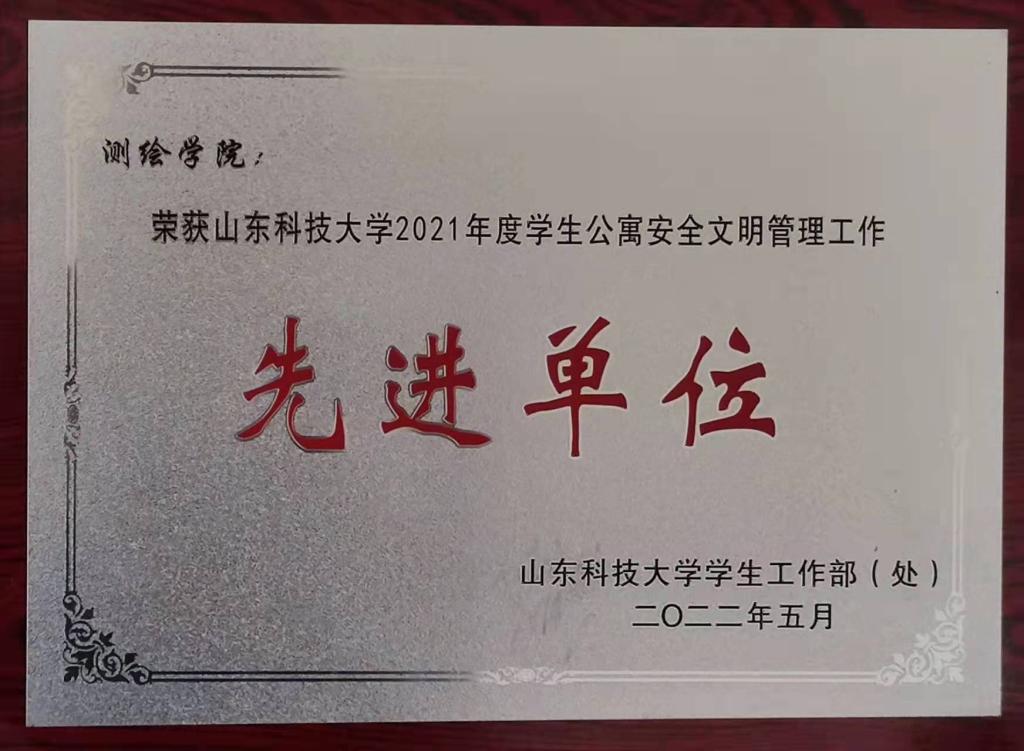 测绘学院：
荣获山东科技大学2021年度学生公寓安全文明管理工作
先进单位
山东科技大学学生工作部（处）
二〇二二年五月